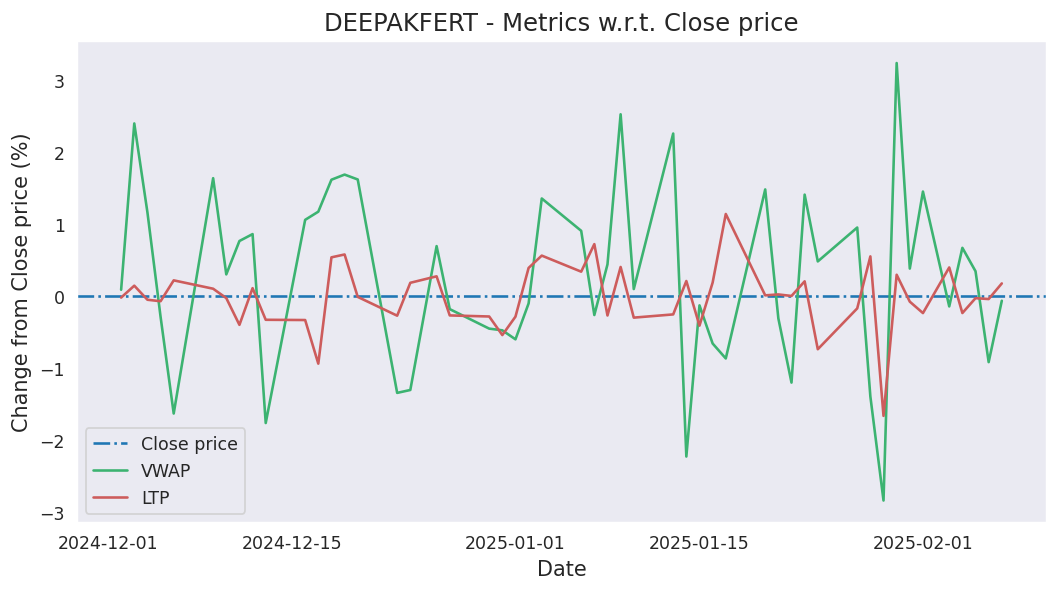 DEEPAKFERT - Metrics w.r.t. Close price
Change from Close price (%)
3
2
1
0
−1
−2
−3
Close price
VWAP
LTP
2024-12-01
2024-12-15
2025-01-01
2025-01-15
2025-02-01
Date